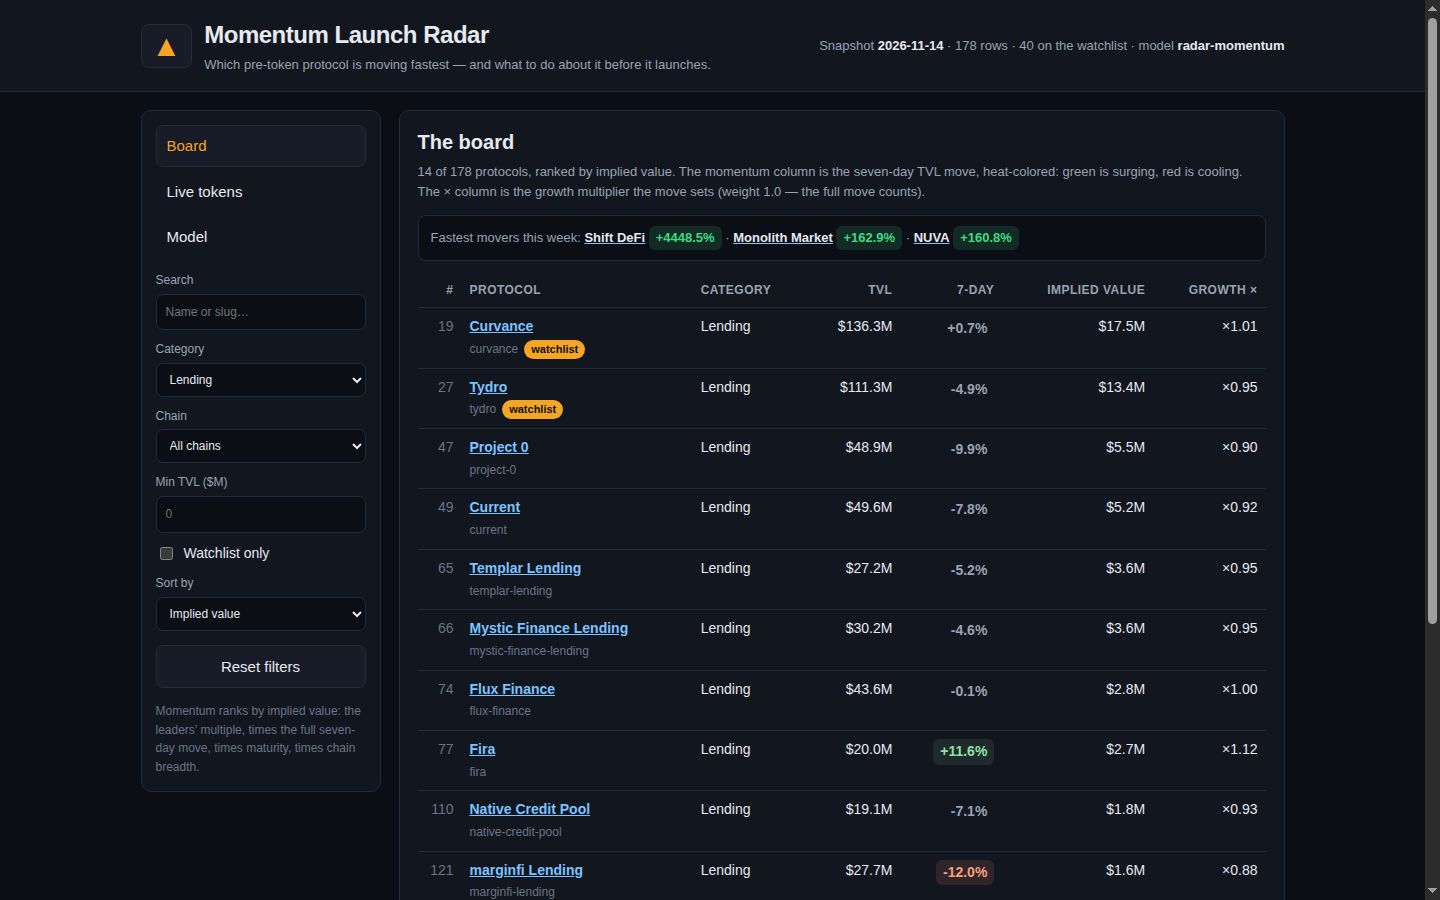 Momentum Launch Radar
Which pre-token protocol is moving fastest — and what to do about it before it launches.
Snapshot 2026-11-14 · 178 rows · 40 on the watchlist · model radar-momentum
Board
Live tokens
Model
Search
Name or slug…
Category
Lending
Chain
All chains
Min TVL ($M)
0
Watchlist only
Sort by
Implied value
Reset filters
Momentum ranks by implied value: the
leaders' multiple, times the full seven-
day move, times maturity, times chain
breadth.
The board
14 of 178 protocols, ranked by implied value. The momentum column is the seven-day TVL move, heat-colored: green is surging, red is cooling.
The × column is the growth multiplier the move sets (weight 1.0 — the full move counts).
Fastest movers this week: Shift DeFi +4448.5% · Monolith Market +162.9% · NUVA +160.8%
# PROTOCOL CATEGORY TVL 7-DAY IMPLIED VALUE GROWTH ×
19 Curvance Lending $136.3M +0.7% $17.5M ×1.01
curvance watchlist
27 Tydro Lending $111.3M -4.9% $13.4M ×0.95
tydro watchlist
47 Project 0 Lending $48.9M -9.9% $5.5M ×0.90
project-0
49 Current Lending $49.6M -7.8% $5.2M ×0.92
current
65 Templar Lending Lending $27.2M -5.2% $3.6M ×0.95
templar-lending
66 Mystic Finance Lending Lending $30.2M -4.6% $3.6M ×0.95
mystic-finance-lending
74 Flux Finance Lending $43.6M -0.1% $2.8M ×1.00
flux-finance
77 Fira Lending $20.0M +11.6% $2.7M ×1.12
fira
110 Native Credit Pool Lending $19.1M -7.1% $1.8M ×0.93
native-credit-pool
121 marginfi Lending Lending $27.7M -12.0% $1.6M ×0.88
marginfi-lending